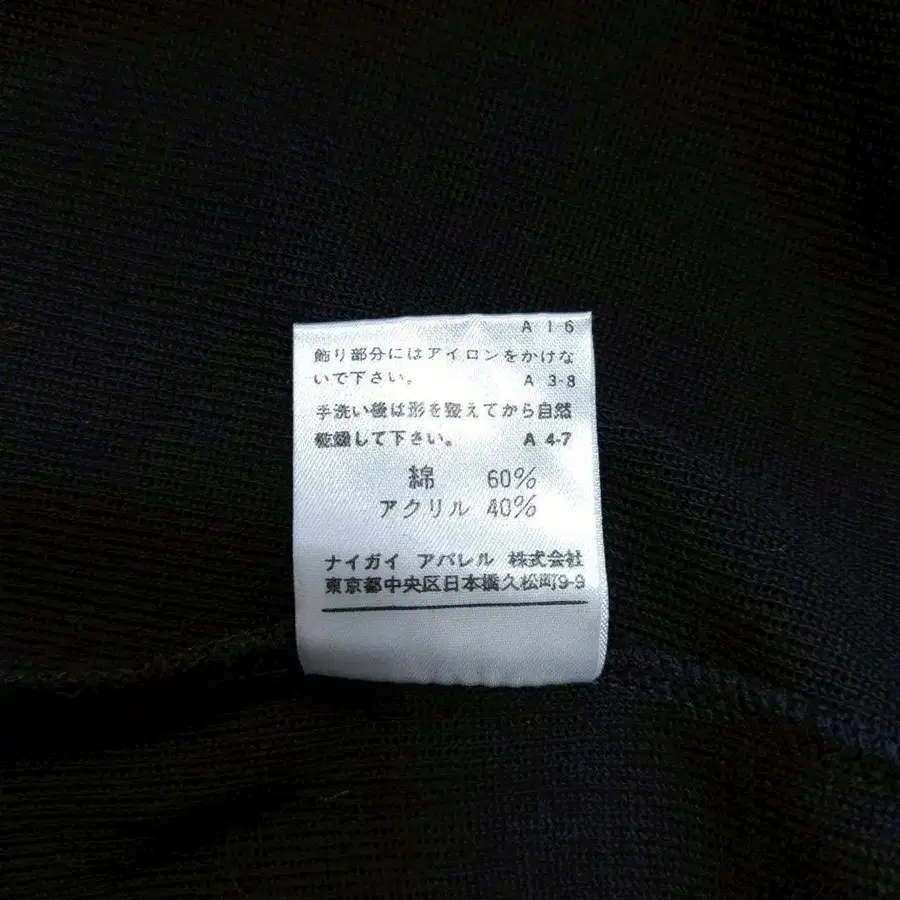 A 1 6
飾り部分にはアイロンをかけな
いで下さい。 A 3-8
手洗い後は形を整えてから自然
乾燥して下さい。 A 4-7
綿 60%
アクリル 40%
ナイガイ アパレル 株式会社
東京都中央区日本橋久松町9-9